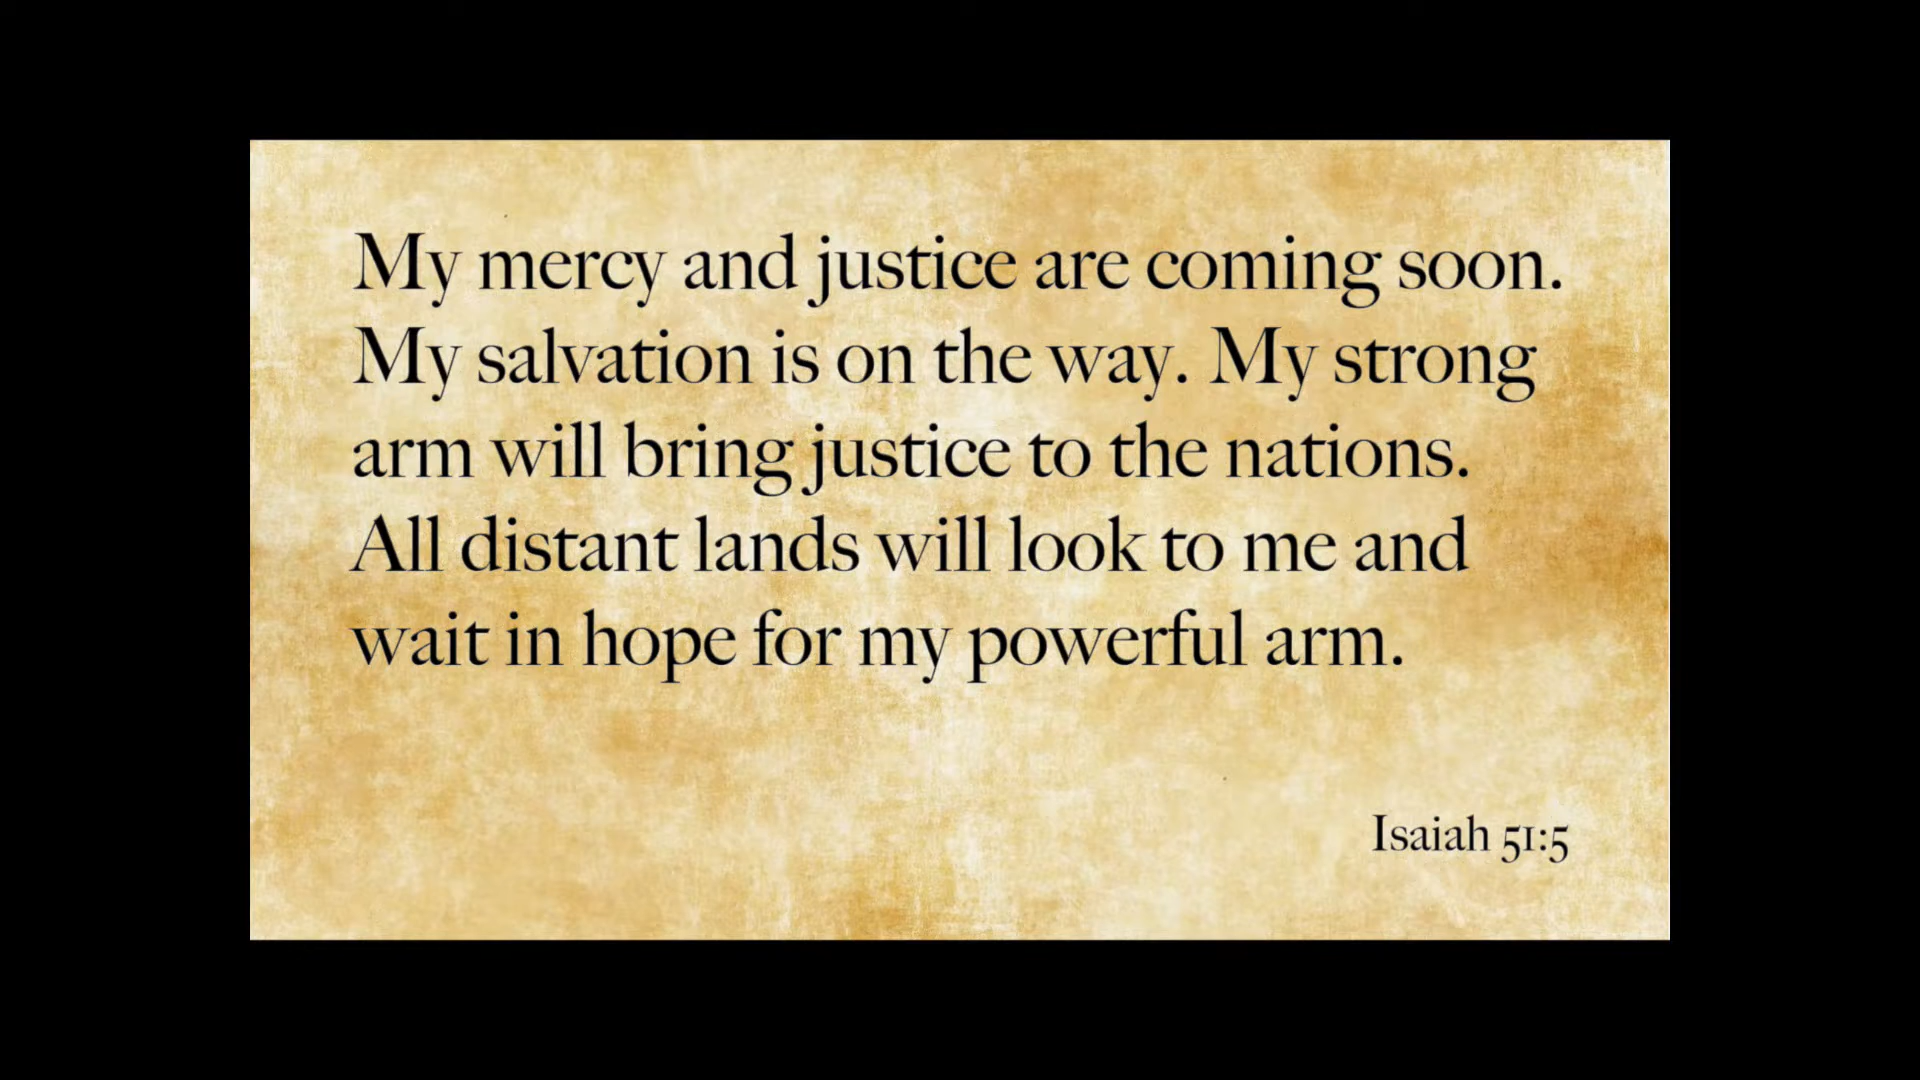 My mercy and justice are coming soon.
My salvation is on the way. My strong
arm will bring justice to the nations.
All distant lands will look to me and
wait in hope for my powerful arm.
Isaiah 51:5